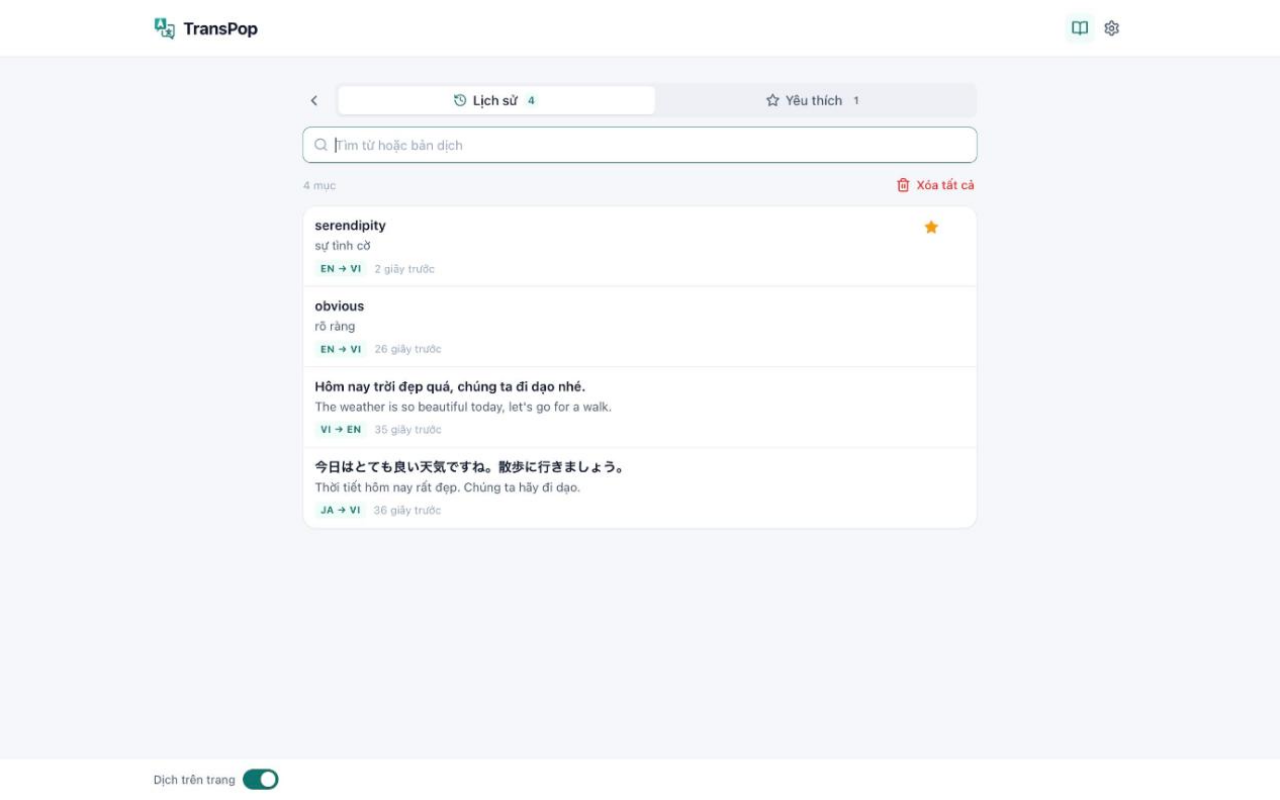 TransPop
Lịch sử 4
Yêu thích 1
Tìm từ hoặc bản dịch
4 mục
Xóa tất cả
serendipity
sự tình cờ
EN → VI 2 giây trước
obvious
rõ ràng
EN → VI 26 giây trước
Hôm nay trời đẹp quá, chúng ta đi dạo nhé.
The weather is so beautiful today, let's go for a walk.
VI → EN 35 giây trước
今日はとても良い天気ですね。散歩に行きましょう。
Thời tiết hôm nay rất đẹp. Chúng ta hãy đi dạo.
JA → VI 36 giây trước
Dịch trên trang